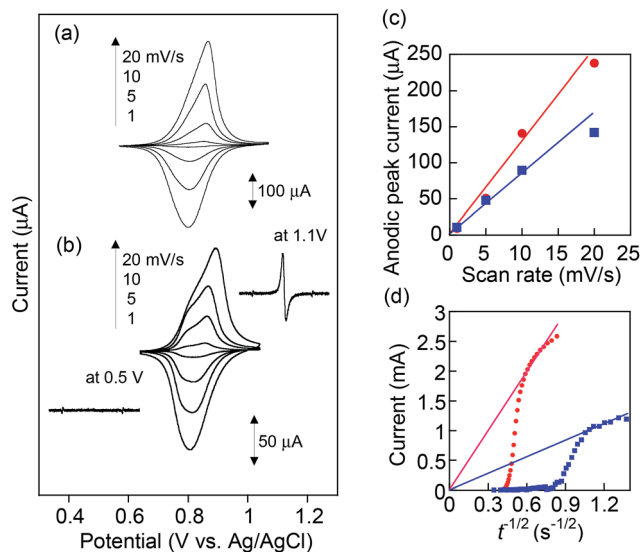 (a)
20 mV/s
10
5
1
100 μA
(b)
20 mV/s
10
5
1
at 1.1V
at 0.5 V
50 μA
Current (μA)
0.4 0.6 0.8 1.0 1.2
Potential (V vs. Ag/AgCl)
(c)
Anodic peak current (μA)
250
200
150
100
50
0
0 5 10 15 20 25
Scan rate (mV/s)
(d)
Current (mA)
3
2.5
2
1.5
1
0.5
0
0 0.3 0.6 0.9 1.2
t-1/2 (s-1/2)